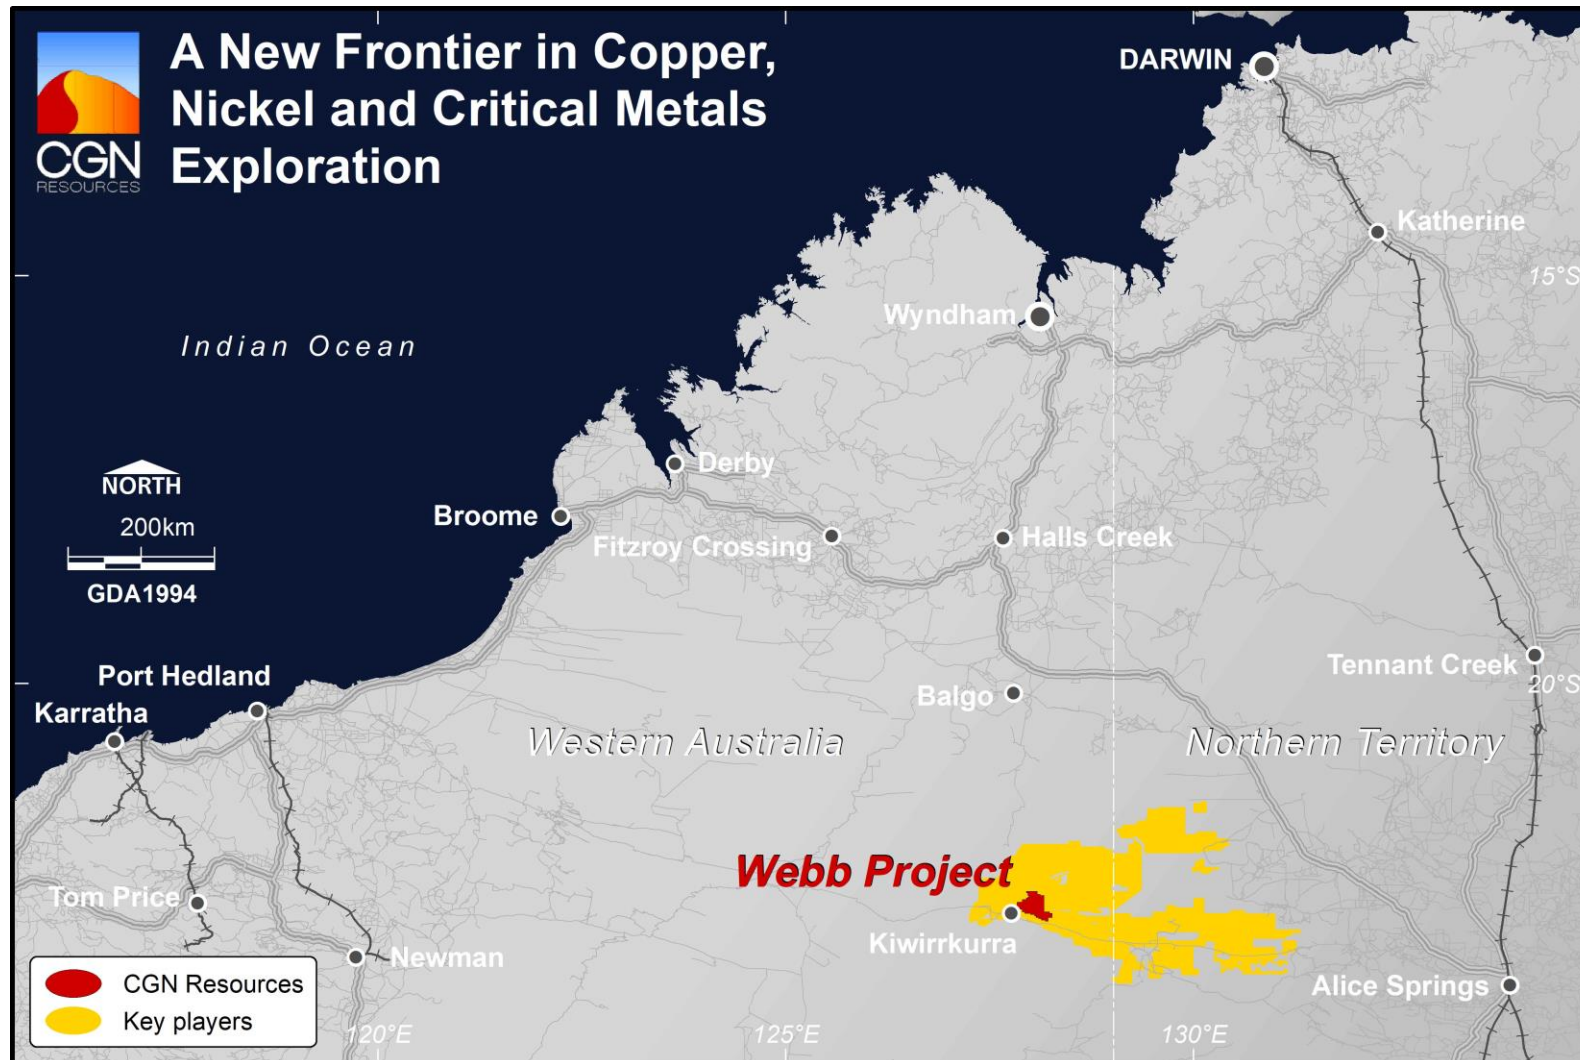 A New Frontier in Copper,
Nickel and Critical Metals
Exploration
CGN
RESOURCES
DARWIN
Katherine
15°S
Wyndham
Indian Ocean
Derby
NORTH
200km
GDA1994
Broome
Fitzroy Crossing
Halls Creek
Port Hedland
Karratha
Balgo
Tennant Creek
20°S
Western Australia
Northern Territory
Webb Project
Tom Price
Kiwirrkurra
Newman
Alice Springs
CGN Resources
Key players
120°E
125°E
130°E